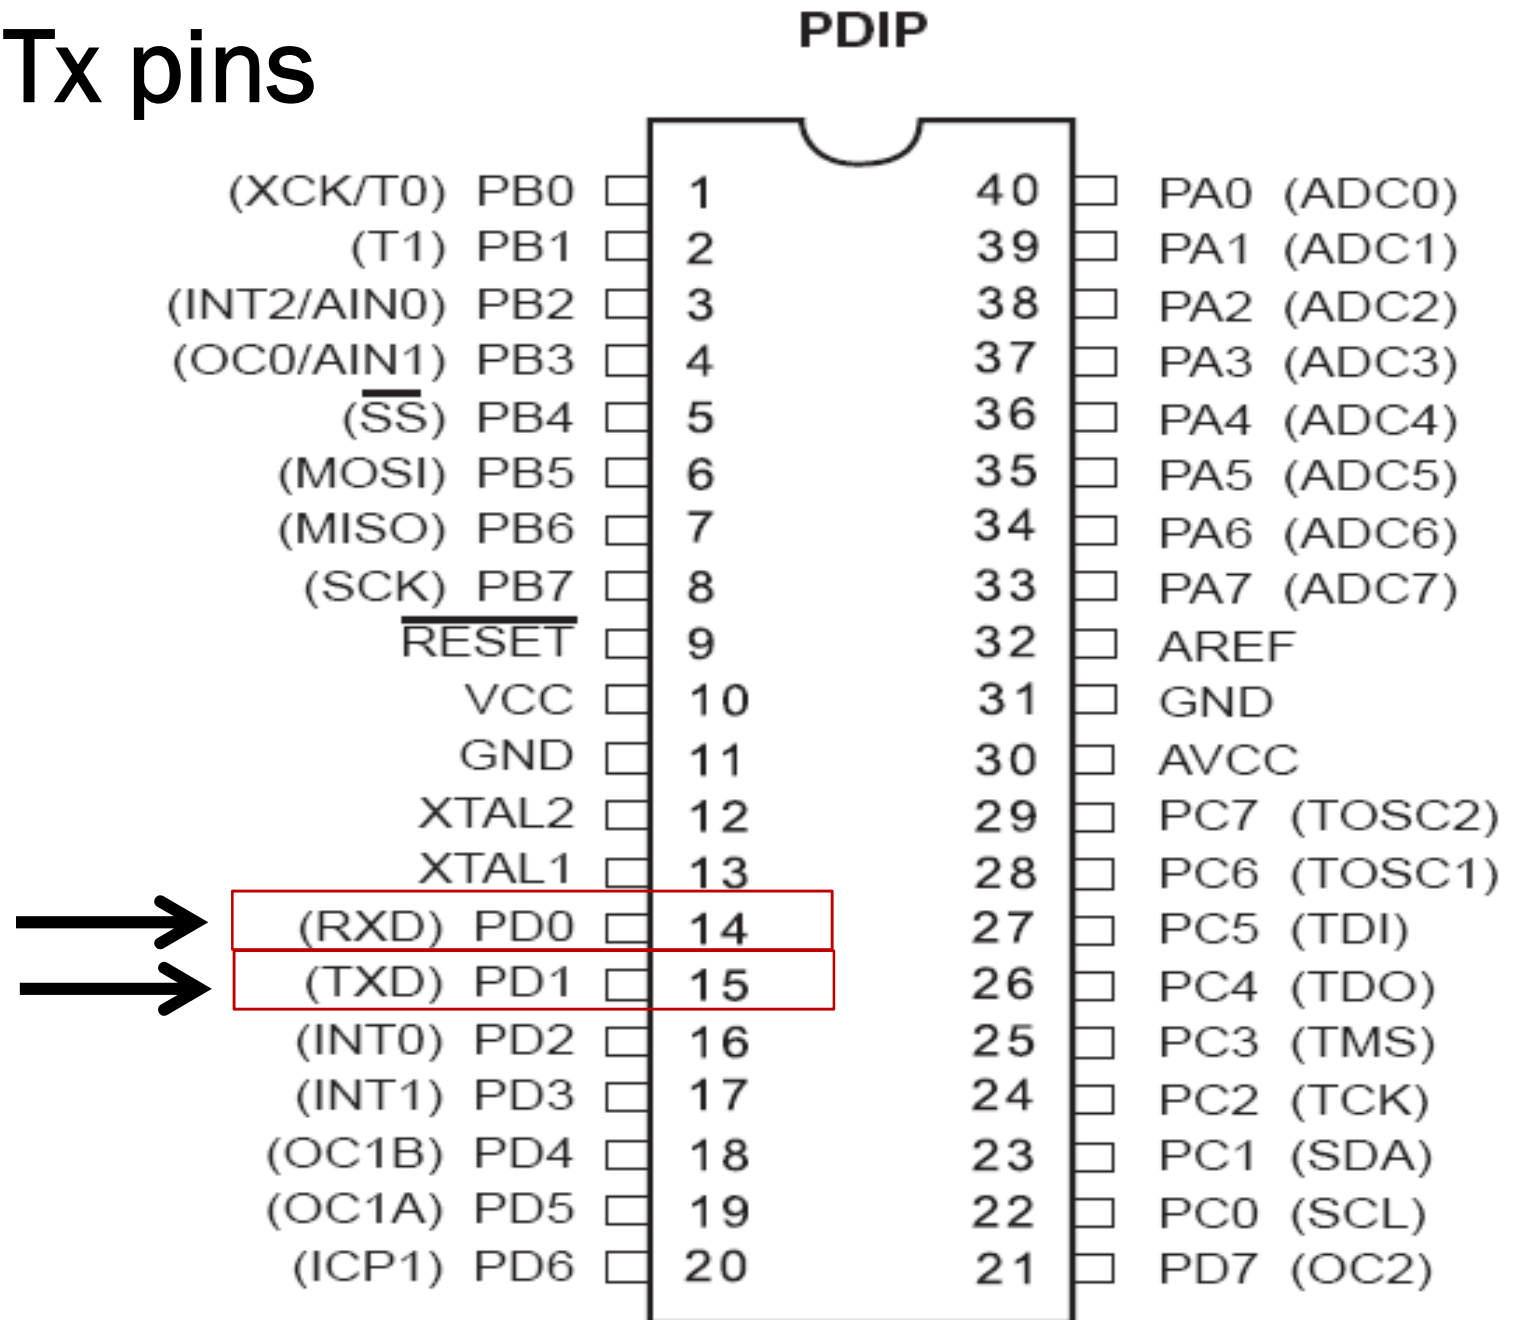 Tx pins
PDIP
(XCK/T0) PB0 1 40 PA0 (ADC0)
(T1) PB1 2 39 PA1 (ADC1)
(INT2/AIN0) PB2 3 38 PA2 (ADC2)
(OC0/AIN1) PB3 4 37 PA3 (ADC3)
(SS) PB4 5 36 PA4 (ADC4)
(MOSI) PB5 6 35 PA5 (ADC5)
(MISO) PB6 7 34 PA6 (ADC6)
(SCK) PB7 8 33 PA7 (ADC7)
RESET 9 32 AREF
VCC 10 31 GND
GND 11 30 AVCC
XTAL2 12 29 PC7 (TOSC2)
XTAL1 13 28 PC6 (TOSC1)
(RXD) PD0 14 27 PC5 (TDI)
(TXD) PD1 15 26 PC4 (TDO)
(INT0) PD2 16 25 PC3 (TMS)
(INT1) PD3 17 24 PC2 (TCK)
(OC1B) PD4 18 23 PC1 (SDA)
(OC1A) PD5 19 22 PC0 (SCL)
(ICP1) PD6 20 21 PD7 (OC2)